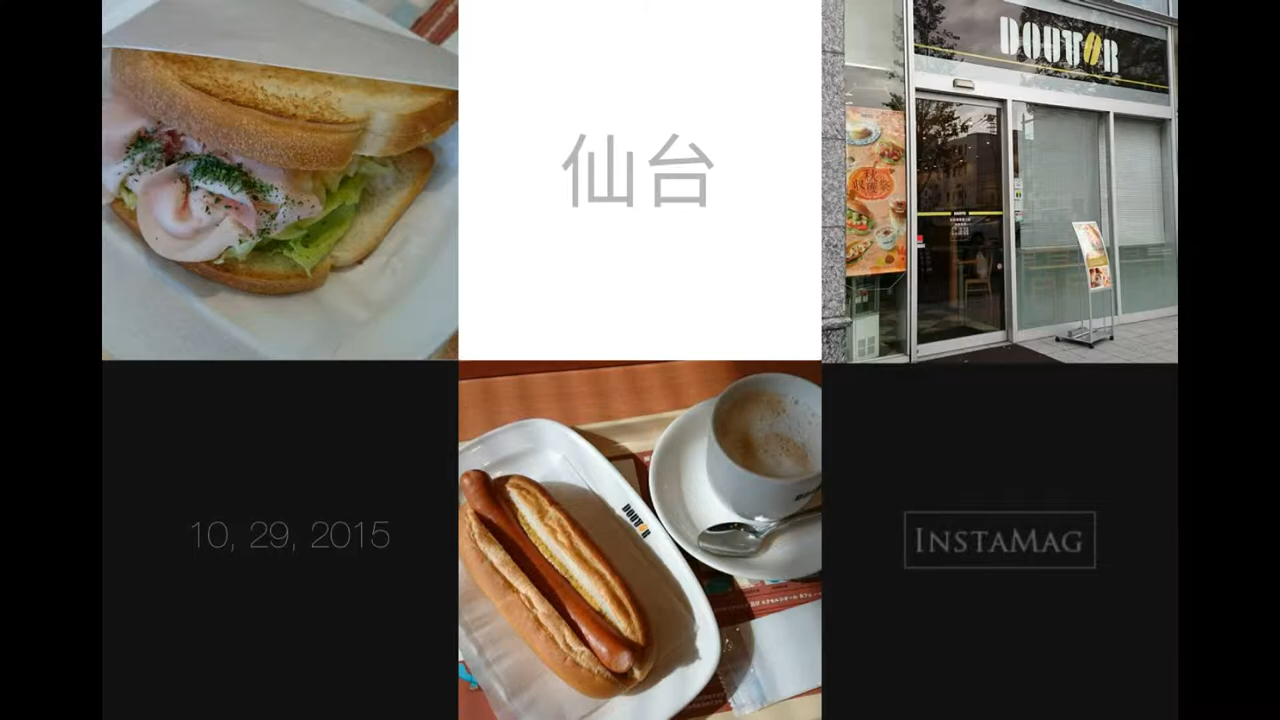 仙台
DOUTOR
10, 29, 2015
DOUTOR
INSTAMAG